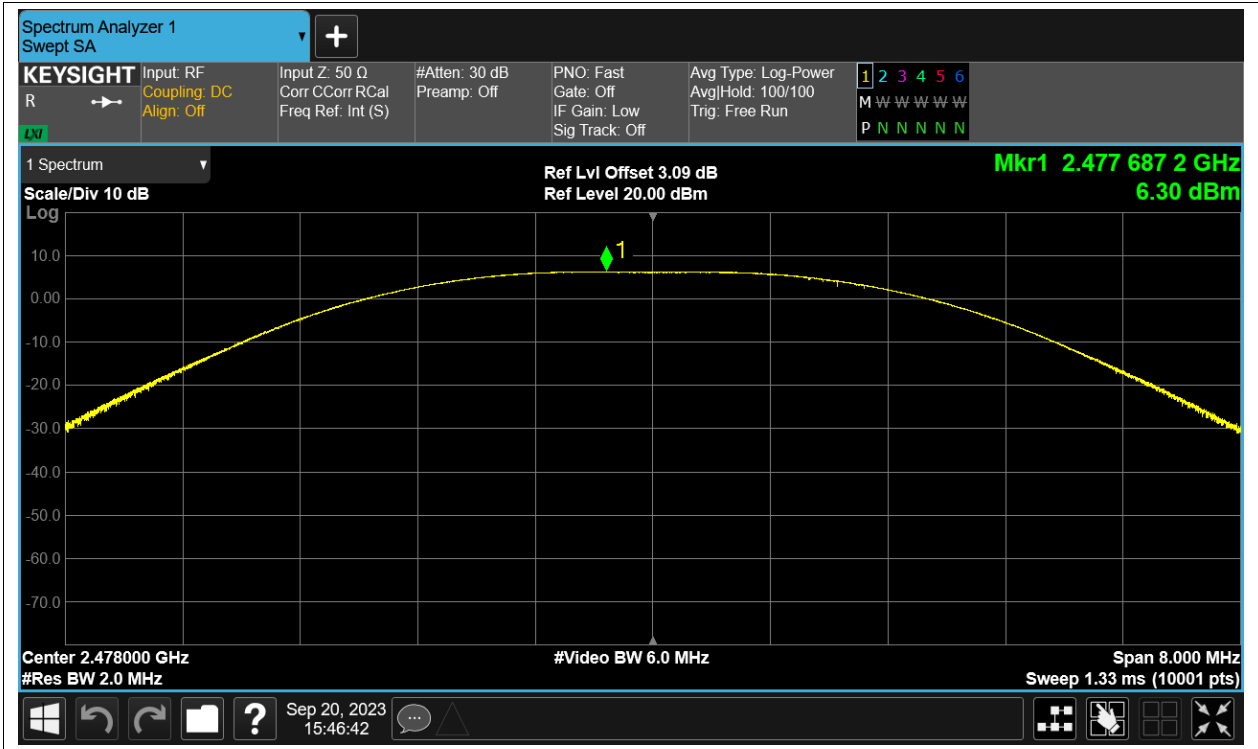 Spectrum Analyzer 1
Swept SA
+
KEYSIGHT
R
LXI
Input: RF
Coupling: DC
Align: Off
Input Z: 50 Ω
Corr CCorr RCal
Freq Ref: Int (S)
#Atten: 30 dB
Preamp: Off
PNO: Fast
Gate: Off
IF Gain: Low
Sig Track: Off
Avg Type: Log-Power
Avg|Hold: 100/100
Trig: Free Run
1 2 3 4 5 6
M W W W W W
P N N N N N
1 Spectrum
Scale/Div 10 dB
Log
Ref Lvl Offset 3.09 dB
Ref Level 20.00 dBm
Mkr1 2.477 687 2 GHz
6.30 dBm
1
10.0
0.00
-10.0
-20.0
-30.0
-40.0
-50.0
-60.0
-70.0
Center 2.478000 GHz
#Res BW 2.0 MHz
#Video BW 6.0 MHz
Span 8.000 MHz
Sweep 1.33 ms (10001 pts)
?
Sep 20, 2023
15:46:42